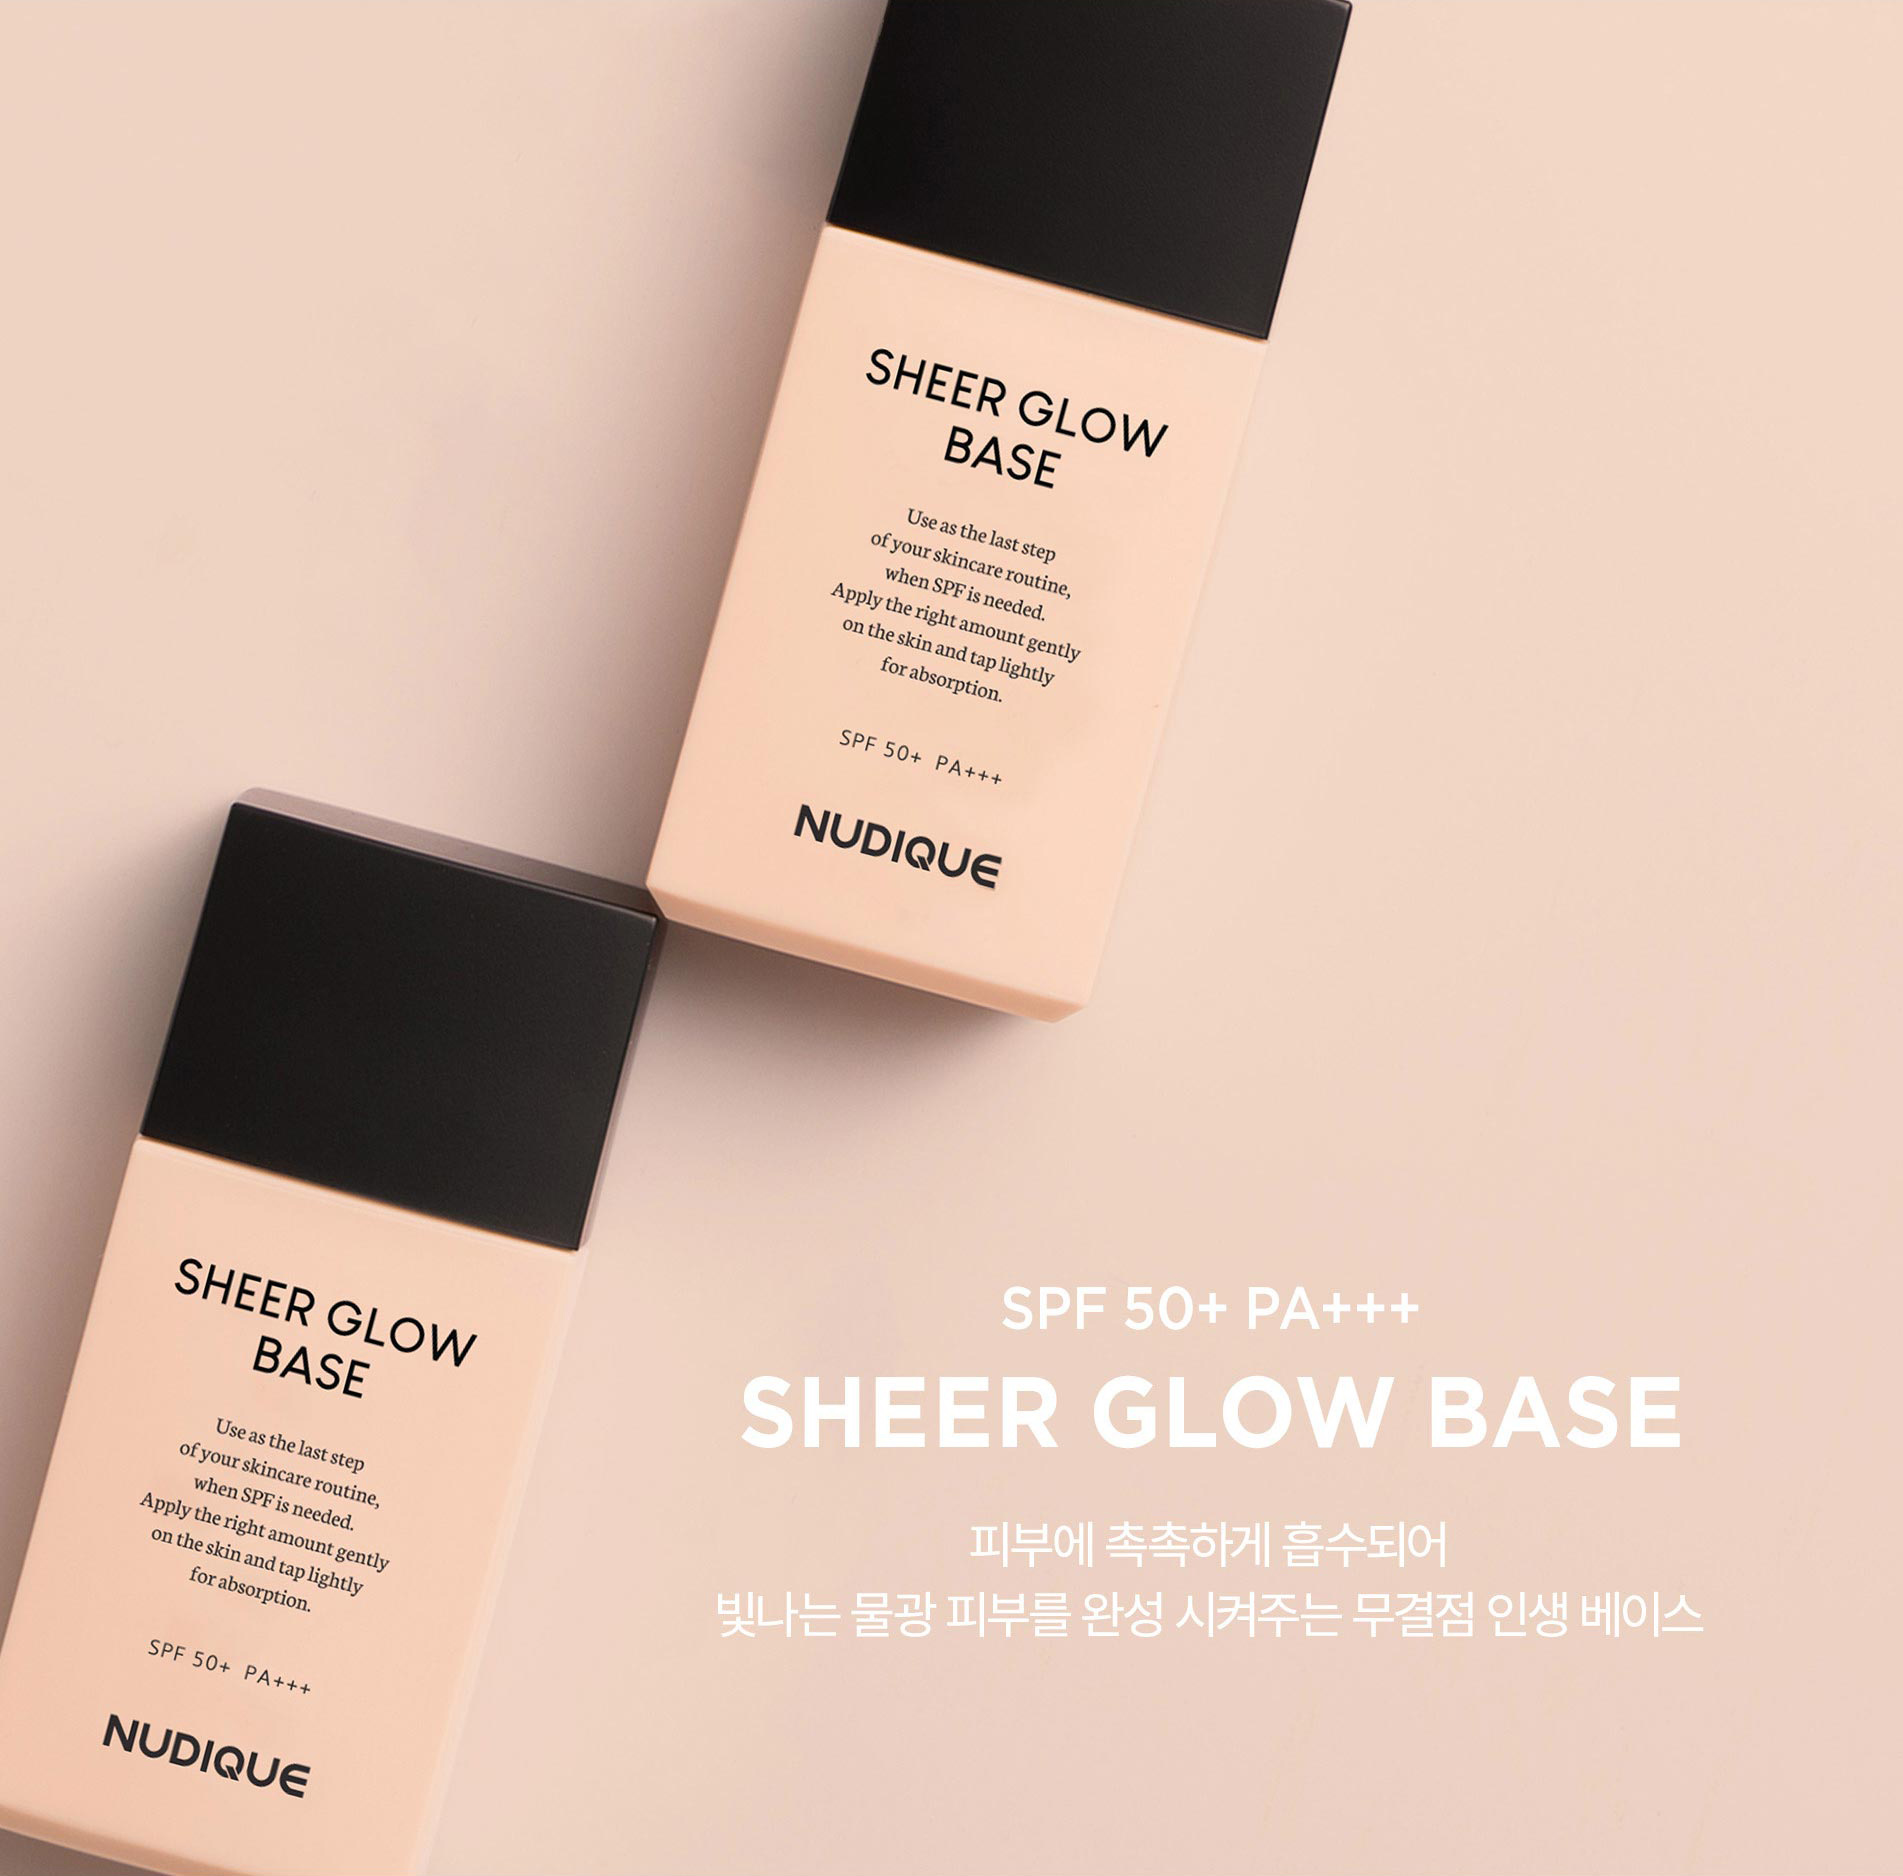 SHEER GLOW
BASE
Use as the last step
of your skincare routine,
when SPF is needed.
Apply the right amount gently
on the skin and tap lightly
for absorption.
SPF 50+ PA+++
NUDIQUE
SHEER GLOW
BASE
Use as the last step
of your skincare routine,
when SPF is needed.
Apply the right amount gently
on the skin and tap lightly
for absorption.
SPF 50+ PA+++
NUDIQUE
SPF 50+ PA+++
SHEER GLOW BASE
피부에 촉촉하게 흡수되어
빛나는 물광 피부를 완성 시켜주는 무결점 인생 베이스